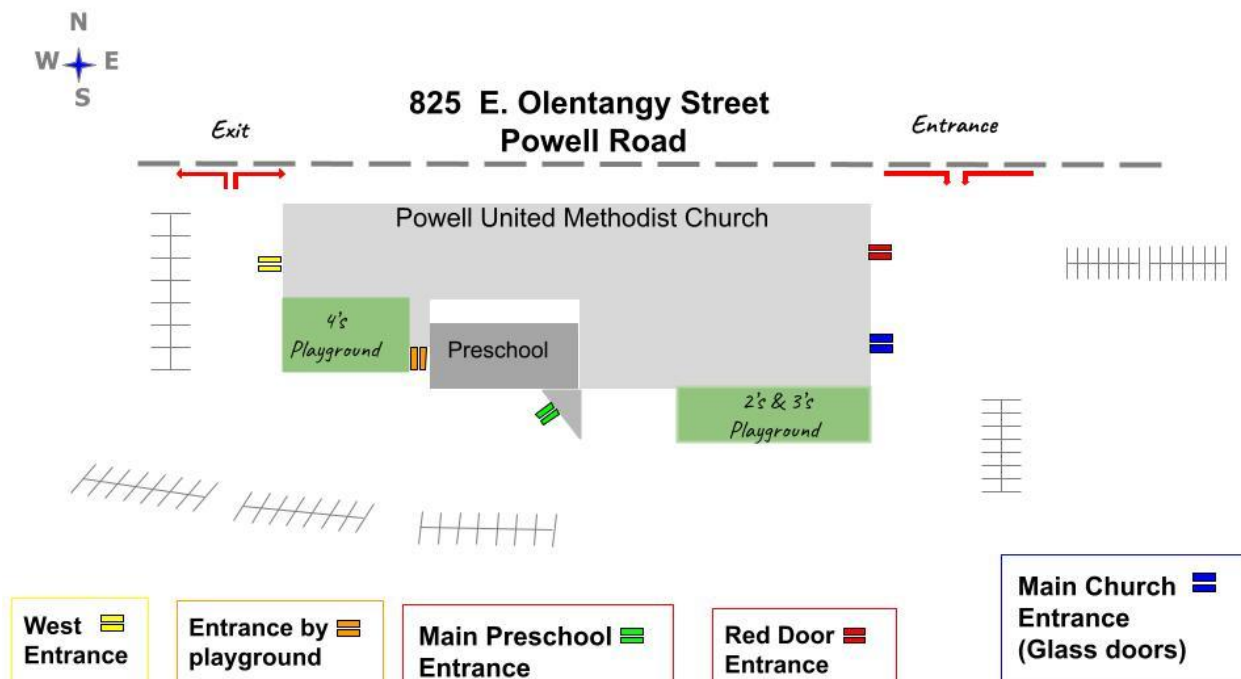 N
W E
S
825 E. Olentangy Street
Powell Road
Exit
Entrance
Powell United Methodist Church
4's
Playground
Preschool
2's & 3's
Playground
West
Entrance
Entrance by
playground
Main Preschool
Entrance
Red Door
Entrance
Main Church
Entrance
(Glass doors)